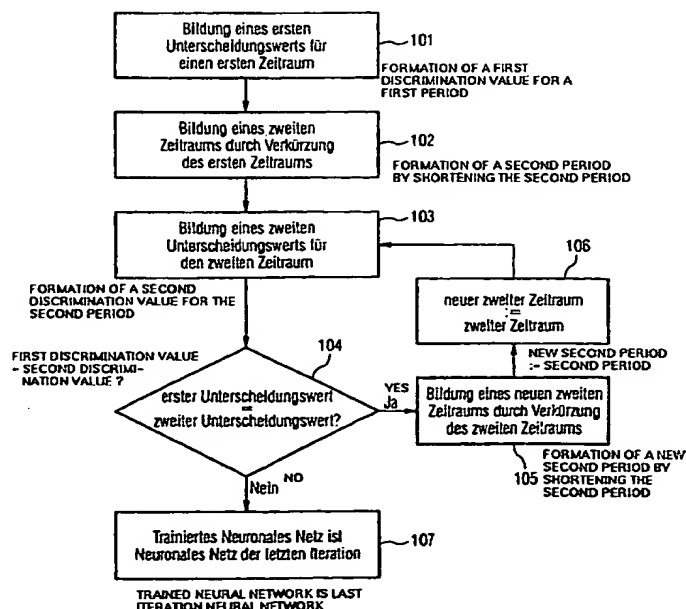 Bildung eines ersten
Unterscheidungswerts für
einen ersten Zeitraum
101
FORMATION OF A FIRST
DISCRIMINATION VALUE FOR A
FIRST PERIOD
Bildung eines zweiten
Zeitraums durch Verkürzung
des ersten Zeitraums
102
FORMATION OF A SECOND PERIOD
BY SHORTENING THE SECOND PERIOD
Bildung eines zweiten
Unterscheidungswerts für
den zweiten Zeitraum
103
FORMATION OF A SECOND
DISCRIMINATION VALUE FOR THE
SECOND PERIOD
106
neuer zweiter Zeitraum
:=
zweiter Zeitraum
NEW SECOND PERIOD
:- SECOND PERIOD
FIRST DISCRIMINATION VALUE
- SECOND DISCRIMI-
NATION VALUE ?
104
erster Unterscheidungswert
=
zweiter Unterscheidungswert?
YES
Ja
Bildung eines neuen zweiten
Zeitraums durch Verkürzung
des zweiten Zeitraums
105
FORMATION OF A NEW
SECOND PERIOD BY
SHORTENING THE
SECOND PERIOD
NO
Nein
Trainiertes Neuronales Netz ist
Neuronales Netz der letzten Iteration
107
TRAINED NEURAL NETWORK IS LAST
ITERATION NEURAL NETWORK